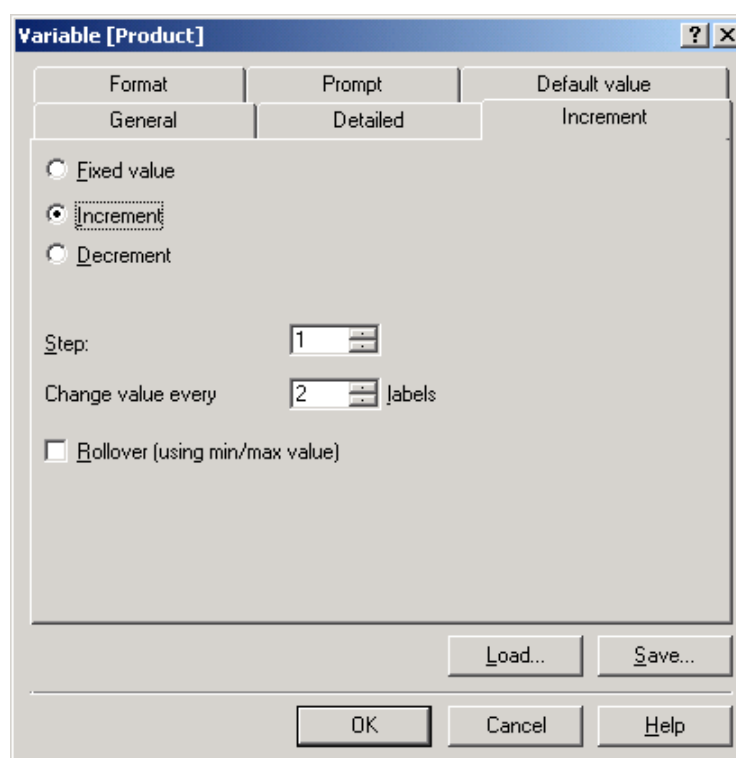 Variable [Product]
Format Prompt Default value
General Detailed Increment
Fixed value
Increment
Decrement
Step: 1
Change value every 2 labels
Rollover (using min/max value)
Load... Save...
OK Cancel Help